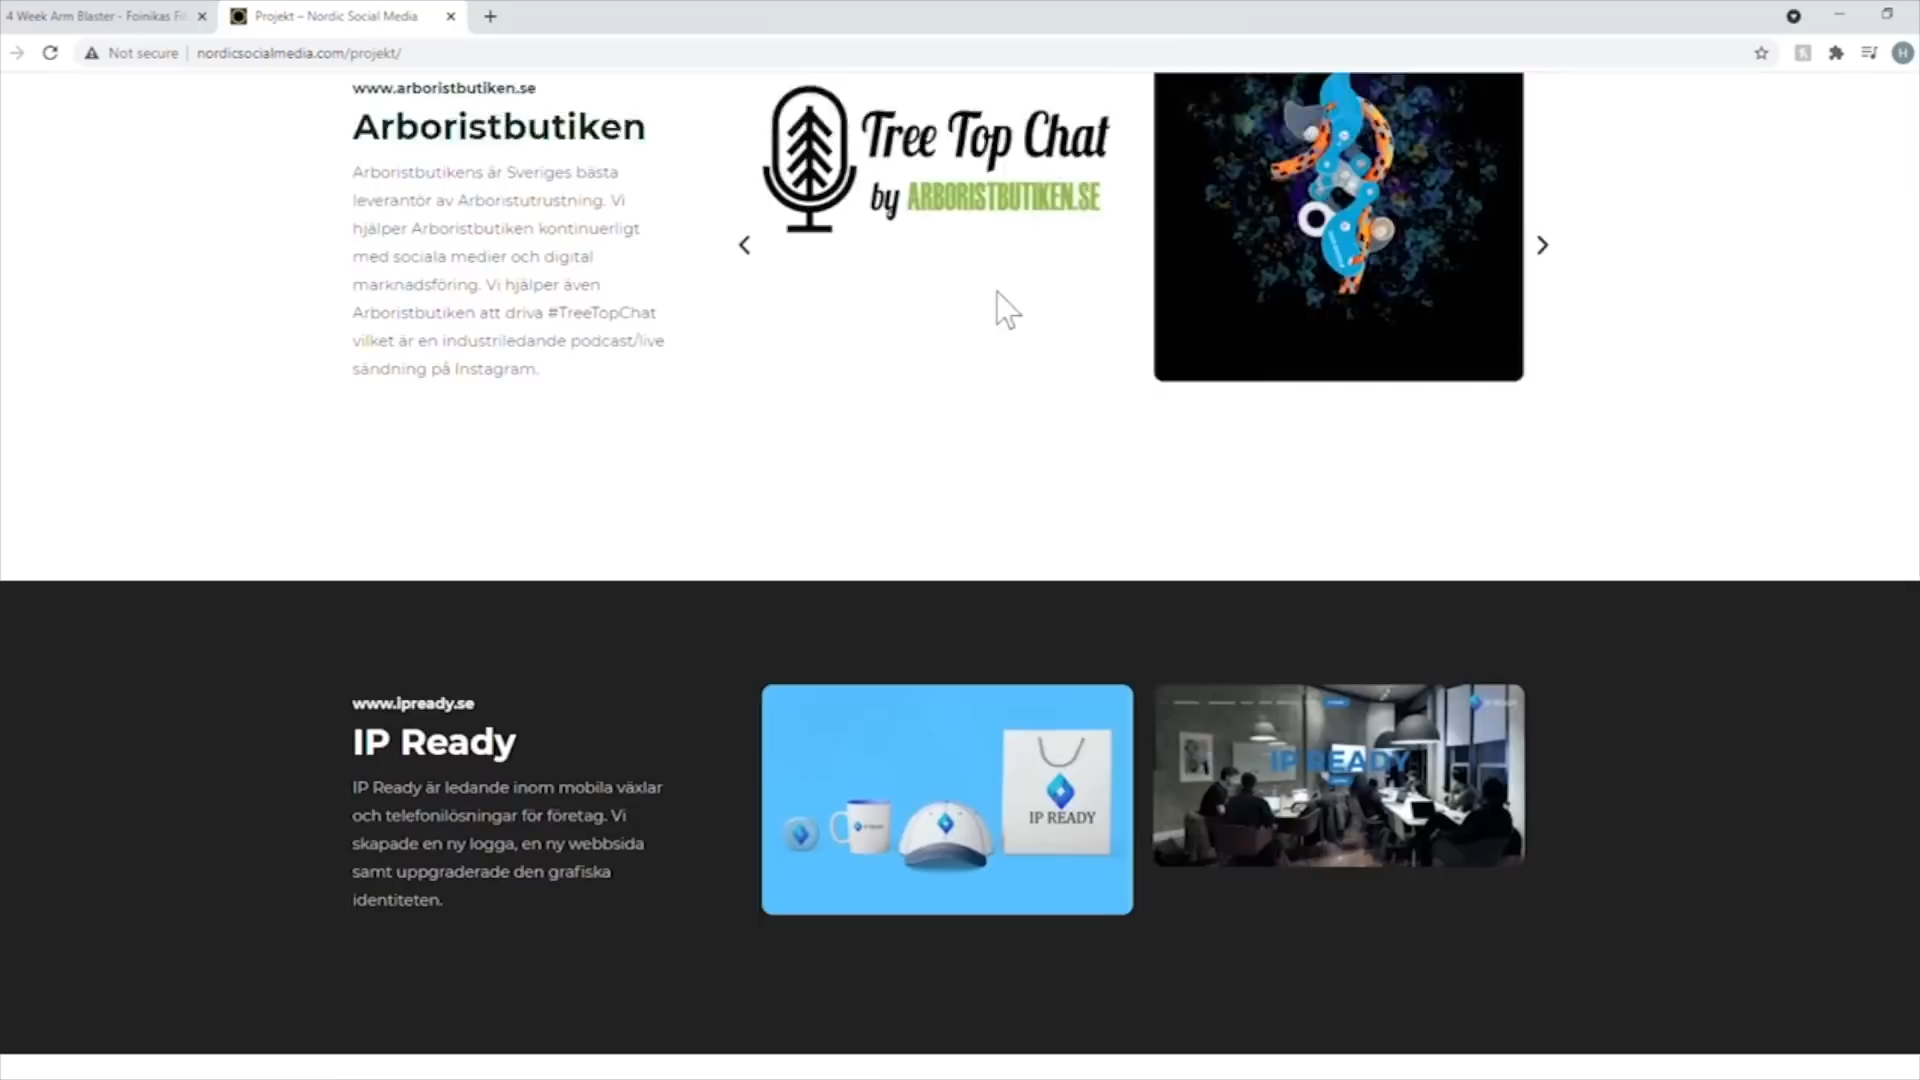 4 Week Arm Blaster - Foinikas Fi
Projekt – Nordic Social Media
Not secure
nordicsocialmedia.com/projekt/
H
www.arboristbutiken.se
Arboristbutiken
Arboristbutikens är Sveriges bästa
leverantör av Arboristutrustning. Vi
hjälper Arboristbutiken kontinuerligt
med sociala medier och digital
marknadsföring. Vi hjälper även
Arboristbutiken att driva #TreeTopChat
vilket är en industriledande podcast/live
sändning på Instagram.
Tree Top Chat
by ARBORISTBUTIKEN.SE
www.ipready.se
IP Ready
IP Ready är ledande inom mobila växlar
och telefonilösningar för företag. Vi
skapade en ny logga, en ny webbsida
samt uppgraderade den grafiska
identiteten.
IP READY
IP READY